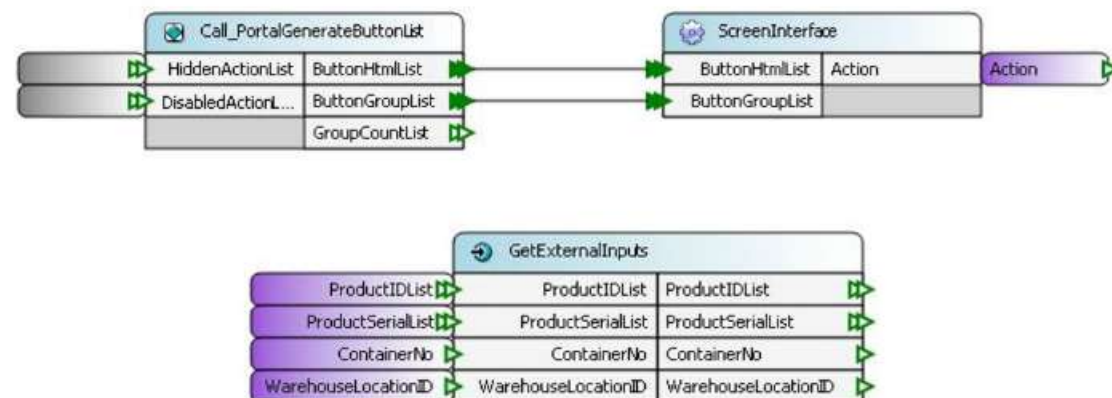 Call_PortalGenerateButtonList
HiddenActionList ButtonHtmlList
DisabledActionL... ButtonGroupList
GroupCountList
ScreenInterface
ButtonHtmlList Action Action
ButtonGroupList
GetExternalInputs
ProductIDList ProductIDList ProductIDList
ProductSerialList ProductSerialList ProductSerialList
ContainerNo ContainerNo ContainerNo
WarehouseLocationID WarehouseLocationID WarehouseLocationID